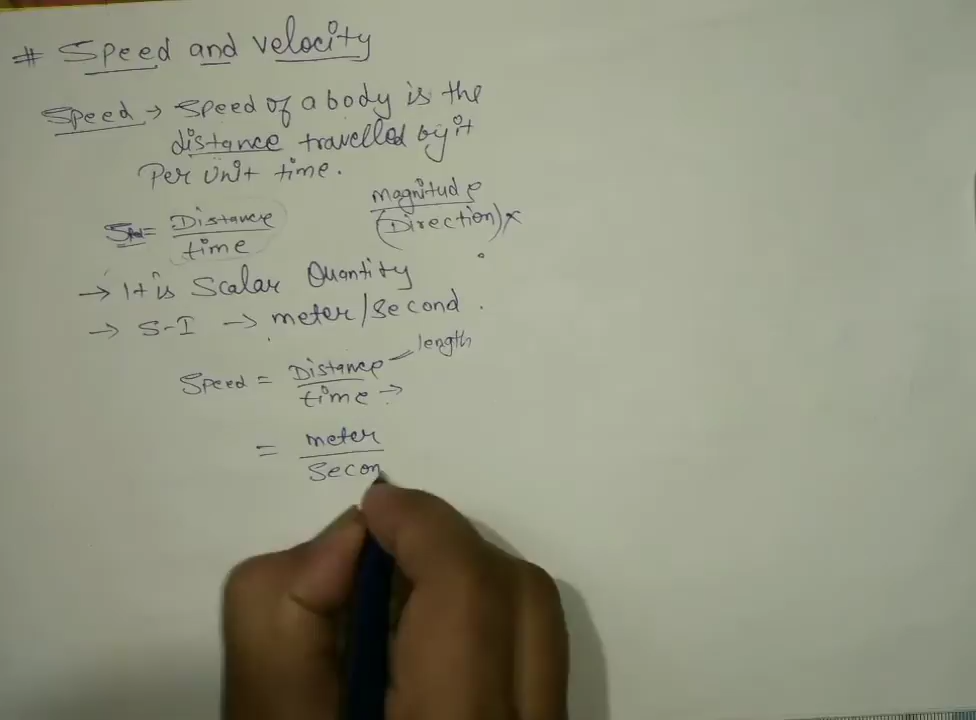 # Speed and velocity
Speed → Speed of a body is the
distance travelled by it
Per Unit time.
Magnitude
(Direction) ×
= Distance
time
→ It is Scalar Quantity
→ S-I → meter/Second.
length
Speed = Distance
time →
= meter
Secon